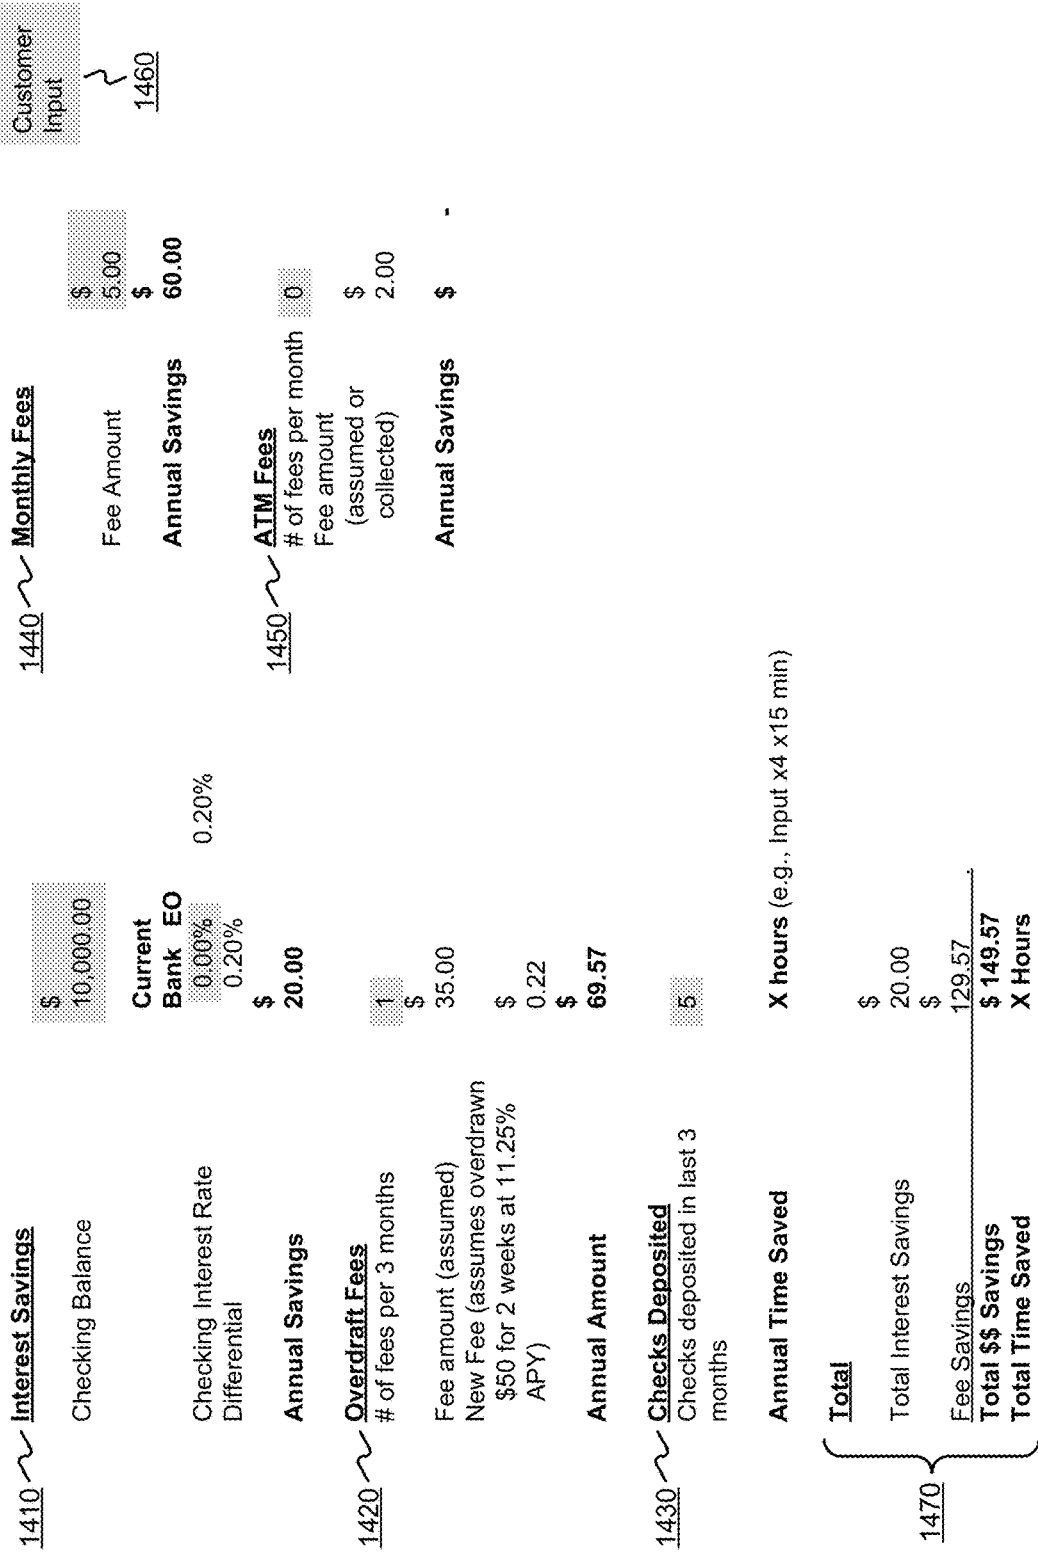 1410 Interest Savings
$
Checking Balance 10,000.00
Current
Bank EO
Checking Interest Rate 0.00% 0.20%
Differential 0.20%
$
Annual Savings 20.00
1420 Overdraft Fees
# of fees per 3 months 1
$
Fee amount (assumed) 35.00
New Fee (assumes overdrawn
$50 for 2 weeks at 11.25% $
APY) 0.22
$
Annual Amount 69.57
1430 Checks Deposited
Checks deposited in last 3 5
months
Annual Time Saved X hours (e.g., Input x4 x15 min)
Total
$
Total Interest Savings 20.00
$
Fee Savings 129.57
Total $$ Savings $ 149.57
Total Time Saved X Hours
1470
1440 Monthly Fees
$
Fee Amount 5.00
$
Annual Savings 60.00
1450 ATM Fees
# of fees per month 0
Fee amount
(assumed or $
collected) 2.00
Annual Savings $ -
Customer
Input
1460